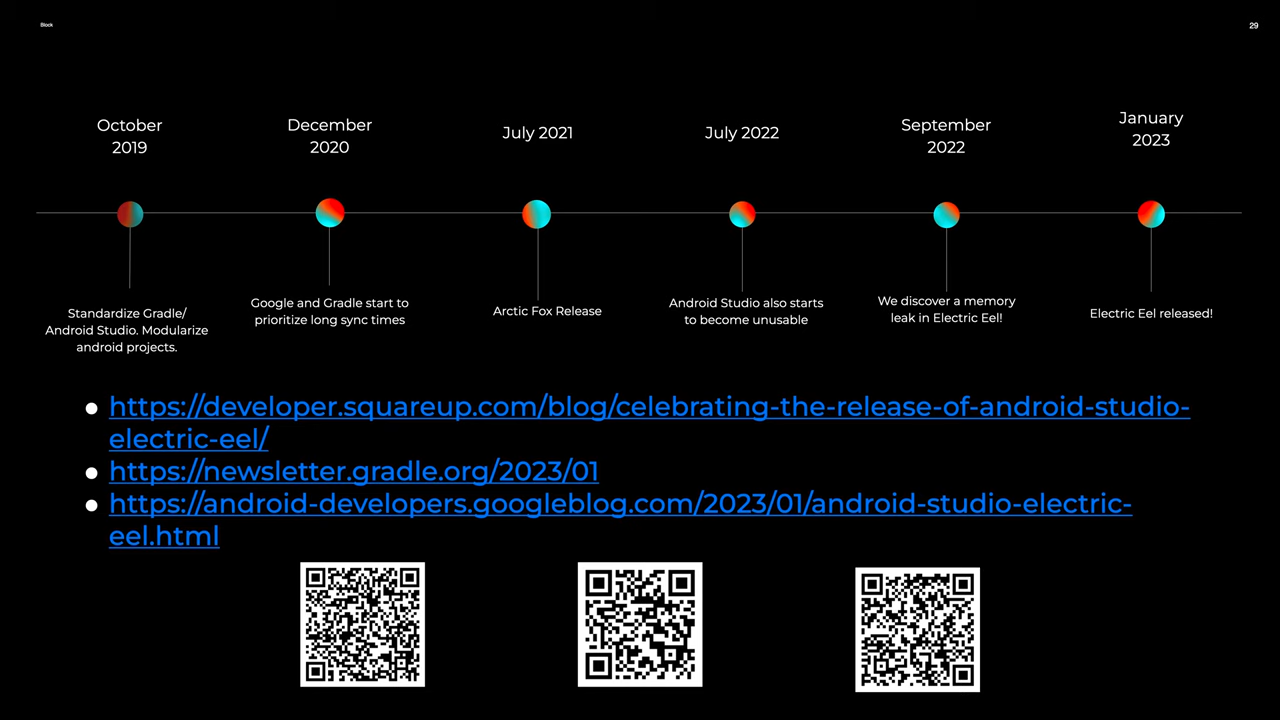 Block
29
October
2019
December
2020
July 2021
July 2022
September
2022
January
2023
Standardize Gradle/
Android Studio. Modularize
android projects.
Google and Gradle start to
prioritize long sync times
Arctic Fox Release
Android Studio also starts
to become unusable
We discover a memory
leak in Electric Eel!
Electric Eel released!
● https://developer.squareup.com/blog/celebrating-the-release-of-android-studio-
electric-eel/
● https://newsletter.gradle.org/2023/01
● https://android-developers.googleblog.com/2023/01/android-studio-electric-
eel.html